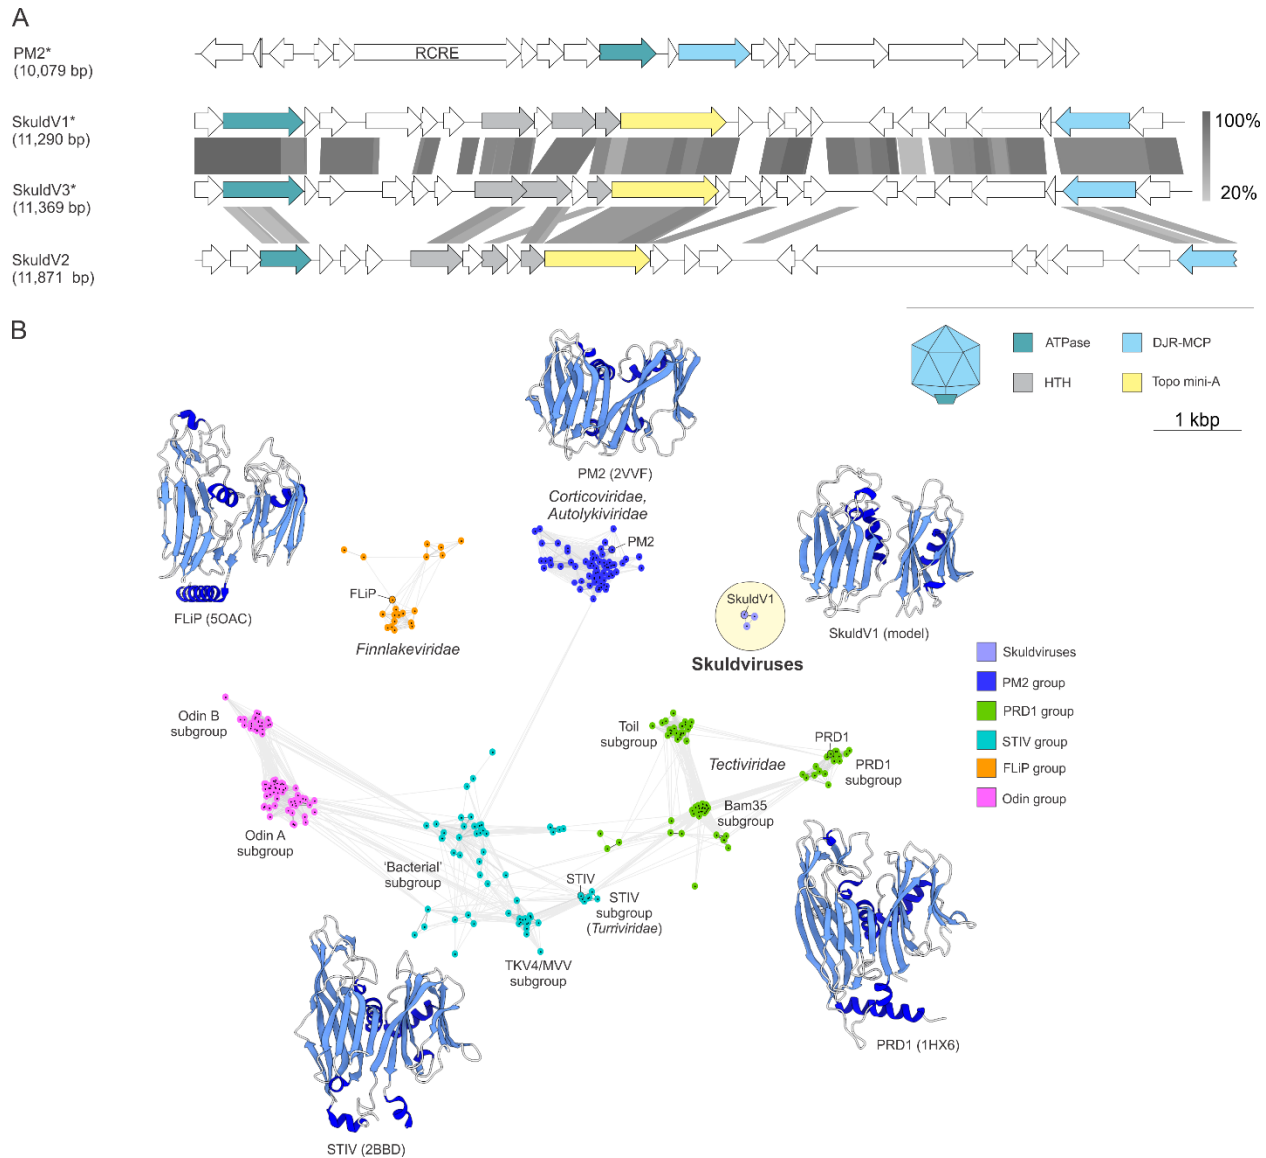 A
PM2*
(10,079 bp)
RCRE
SkuldV1*
(11,290 bp)
100%
SkuldV3*
(11,369 bp)
20%
SkuldV2
(11,871 bp)
B
ATPase
DJR-MCP
HTH
Topo mini-A
1 kbp
PM2 (2VVF)
Corticoviridae,
Autolykiviridae
PM2
FLiP
FLiP (5OAC)
Finnlakeviridae
SkuldV1
SkuldV1 (model)
Skuldviruses
Skuldviruses
PM2 group
PRD1 group
STIV group
FLiP group
Odin group
Odin B
subgroup
Toil
subgroup
Tectiviridae
PRD1
PRD1
subgroup
Bam35
subgroup
Odin A
subgroup
'Bacterial'
subgroup
STIV
STIV
subgroup
(Turriviridae)
TKV4/MVV
subgroup
PRD1 (1HX6)
STIV (2BBD)